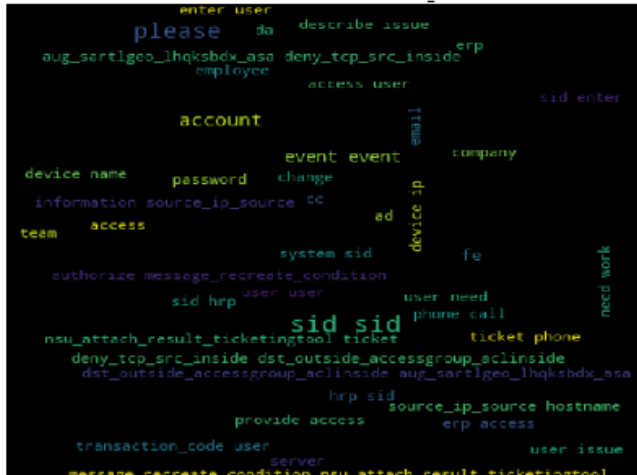 enter user
please
da
describe issue
erp
aug_sartlgeo_lhqksbdx_asa deny_tcp_src_inside
employee
access user
sid enter
email
account
event event
company
device name
password
change
information source_ip_source
cc
ad
device ip
team
access
system sid
fe
authorize message_recreate_condition
need work
user user
sid hrp
user need
phone call
sid sid
nsu_attach_result_ticketingtool ticket
ticket phone
deny_tcp_src_inside dst_outside_accessgroup_aclinside
dst_outside_accessgroup_aclinside aug_sartlgeo_lhqksbdx_asa
hrp sid
source_ip_source hostname
provide access
erp access
transaction_code user
user issue
server
message_recreate_condition nsu_attach_result_ticketingtool